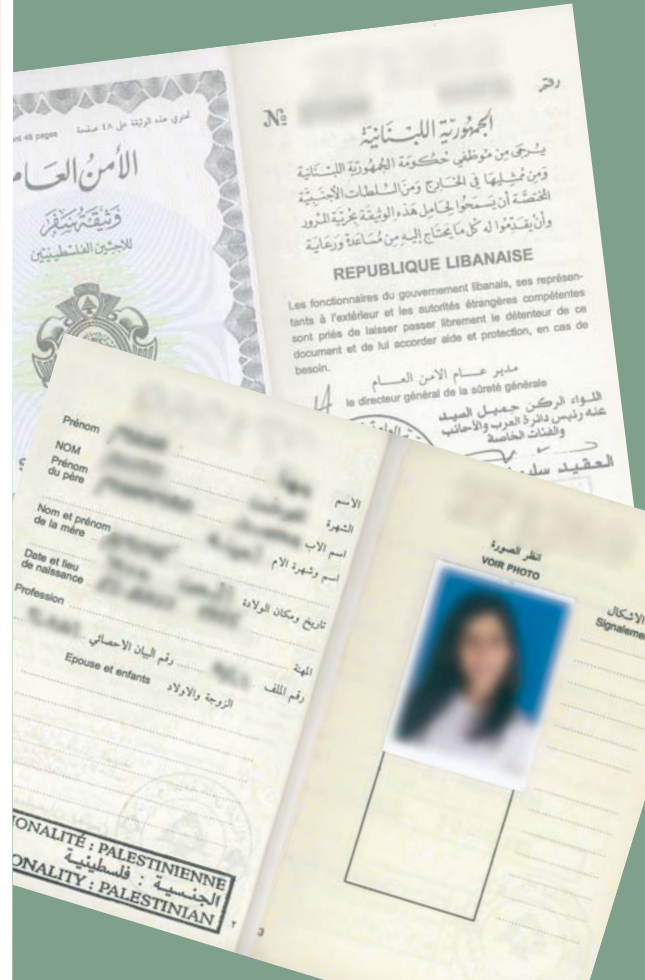 تحتوي هذه الوثيقة على ٤٨ صفحة
nt 48 pages
الأمن العام
وثيقة سفر
للاجئين الفلسطينيين
رقم
№
الجمهورية اللبنانية
يرجى من موظفي حكومة الجمهورية اللبنانية
ومن ممثليها في الخارج ومن السلطات الأجنبية
المختصة أن يسمحوا لحامل هذه الوثيقة بحرية المرور
وأن يقدموا له كل ما يحتاج إليه من مساعدة ورعاية
REPUBLIQUE LIBANAISE
Les fonctionnaires du gouvernement libanais, ses représen-
tants à l'extérieur et les autorités étrangères compétentes
sont priés de laisser passer librement le détenteur de ce
document et de lui accorder aide et protection, en cas de
besoin.
مدير عام الامن العام
le directeur général de la sûreté générale
اللواء الركن جميل السيد
عنه رئيس دائرة العرب والأجانب
والفئات الخاصة
العقيد
Prénom
الاسم
NOM
الشهرة
Prénom
du père
اسم الاب
Nom et prénom
de la mère
اسم وشهرة الام
Date et lieu
de naissance
تاريخ ومكان الولادة
Profession
المهنة
رقم الملف
رقم البيان الاحصائي
Epouse et enfants
الزوجة والاولاد
IONALITÉ : PALESTINIENNE
الجنسية : فلسطينية
ONALITY : PALESTINIAN
٢
3
انظر الصورة
VOIR PHOTO
الاشكال
Signaleme